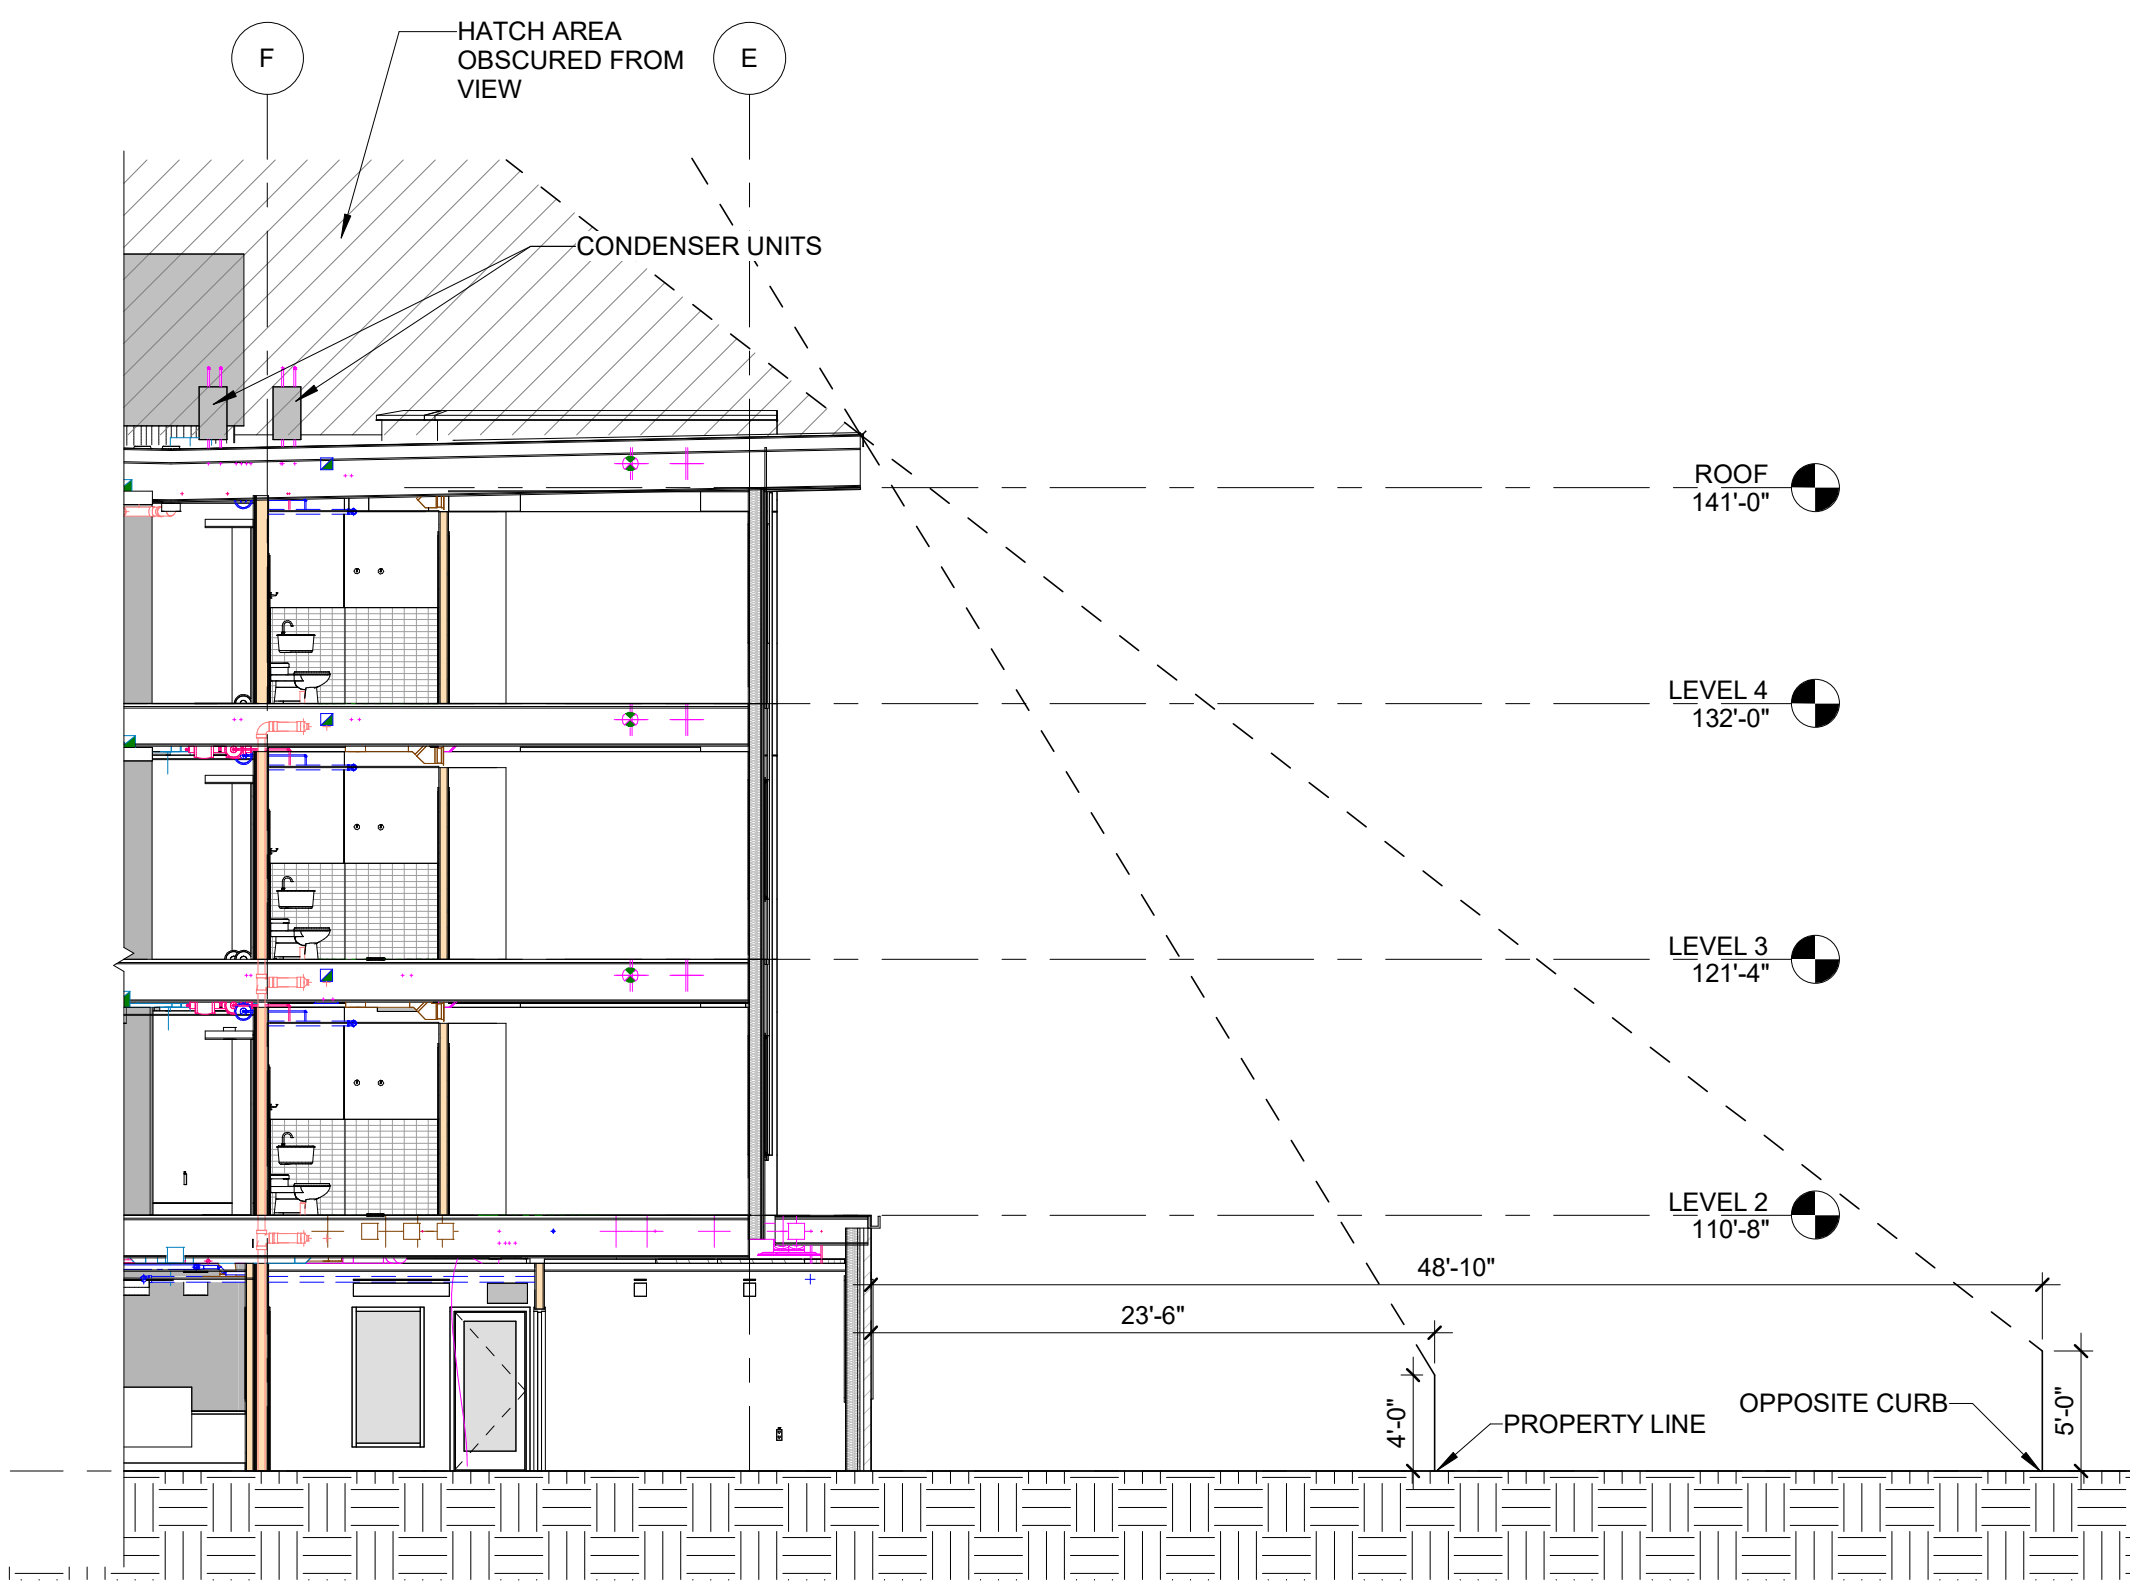 F
HATCH AREA
OBSCURED FROM
VIEW
E
CONDENSER UNITS
ROOF
141'-0"
LEVEL 4
132'-0"
LEVEL 3
121'-4"
LEVEL 2
110'-8"
48'-10"
23'-6"
4'-0"
PROPERTY LINE
OPPOSITE CURB
5'-0"